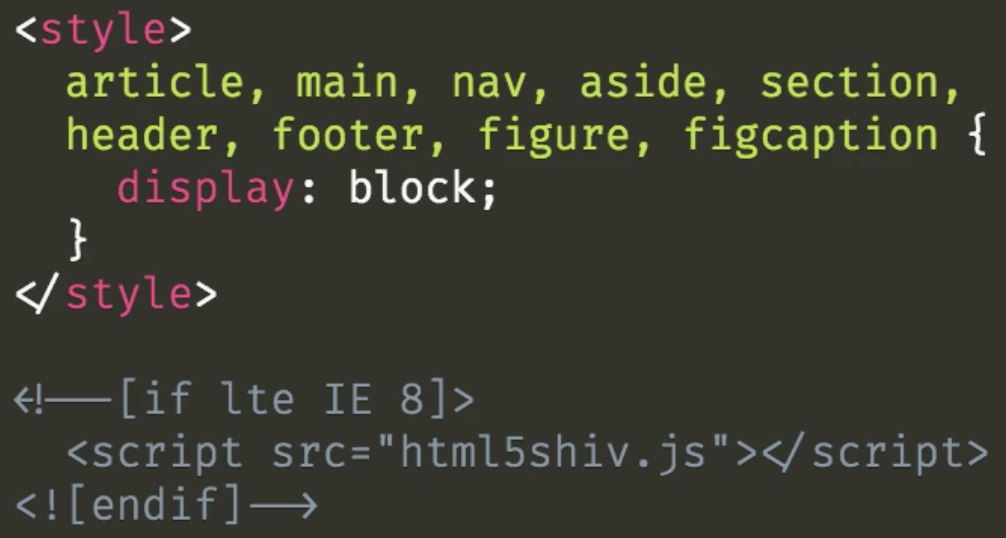 <style>
article, main, nav, aside, section,
header, footer, figure, figcaption {
display: block;
}
</style>
<!--[if lte IE 8]>
<script src="html5shiv.js"></script>
<![endif]-->